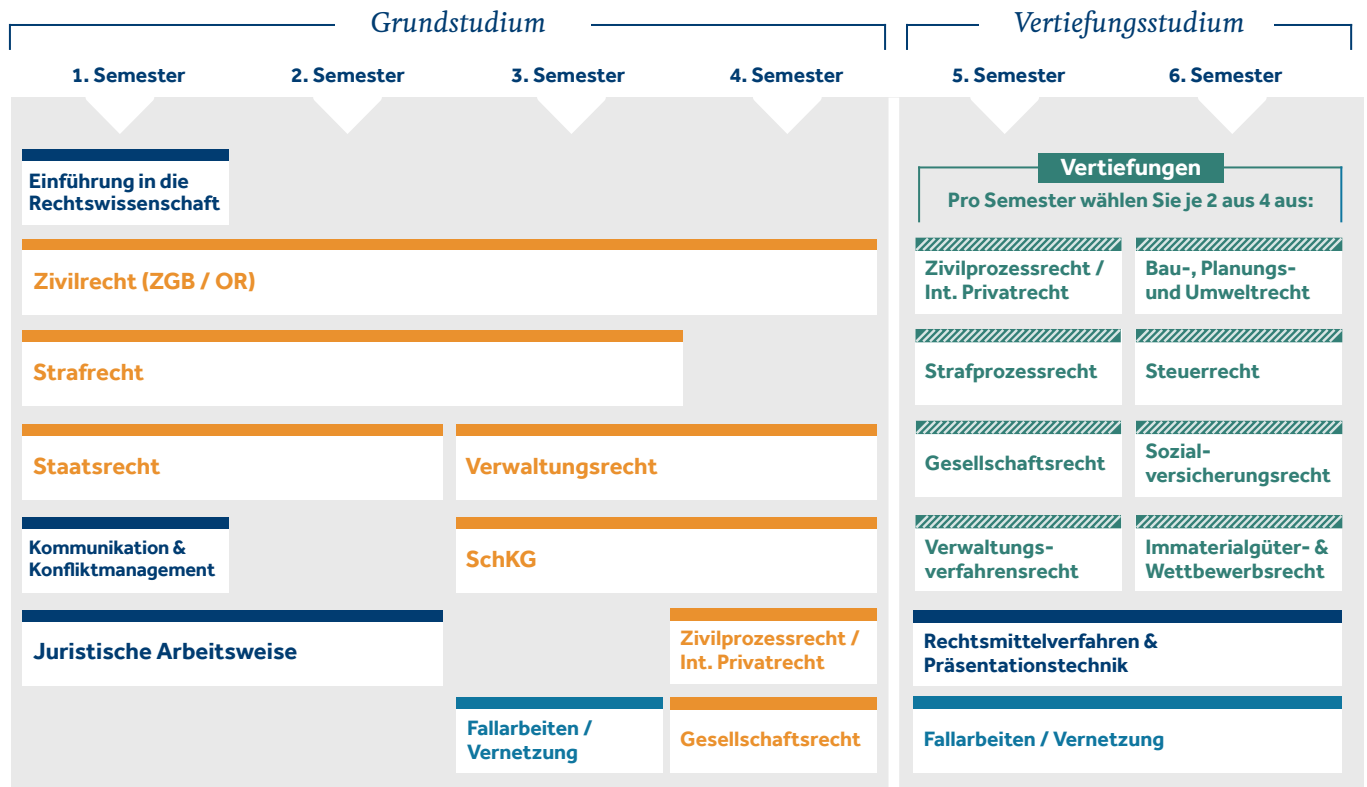 Grundstudium
Vertiefungsstudium
1. Semester
2. Semester
3. Semester
4. Semester
5. Semester
6. Semester
Einführung in die
Rechtswissenschaft
Zivilrecht (ZGB / OR)
Strafrecht
Staatsrecht
Verwaltungsrecht
Kommunikation &
Konfliktmanagement
SchKG
Juristische Arbeitsweise
Zivilprozessrecht /
Int. Privatrecht
Fallarbeiten /
Vernetzung
Gesellschaftsrecht
Vertiefungen
Pro Semester wählen Sie je 2 aus 4 aus:
Zivilprozessrecht /
Int. Privatrecht
Bau-, Planungs-
und Umweltrecht
Strafprozessrecht
Steuerrecht
Gesellschaftsrecht
Sozial-
versicherungsrecht
Verwaltungs-
verfahrensrecht
Immaterialgüter- &
Wettbewerbsrecht
Rechtsmittelverfahren &
Präsentationstechnik
Fallarbeiten / Vernetzung